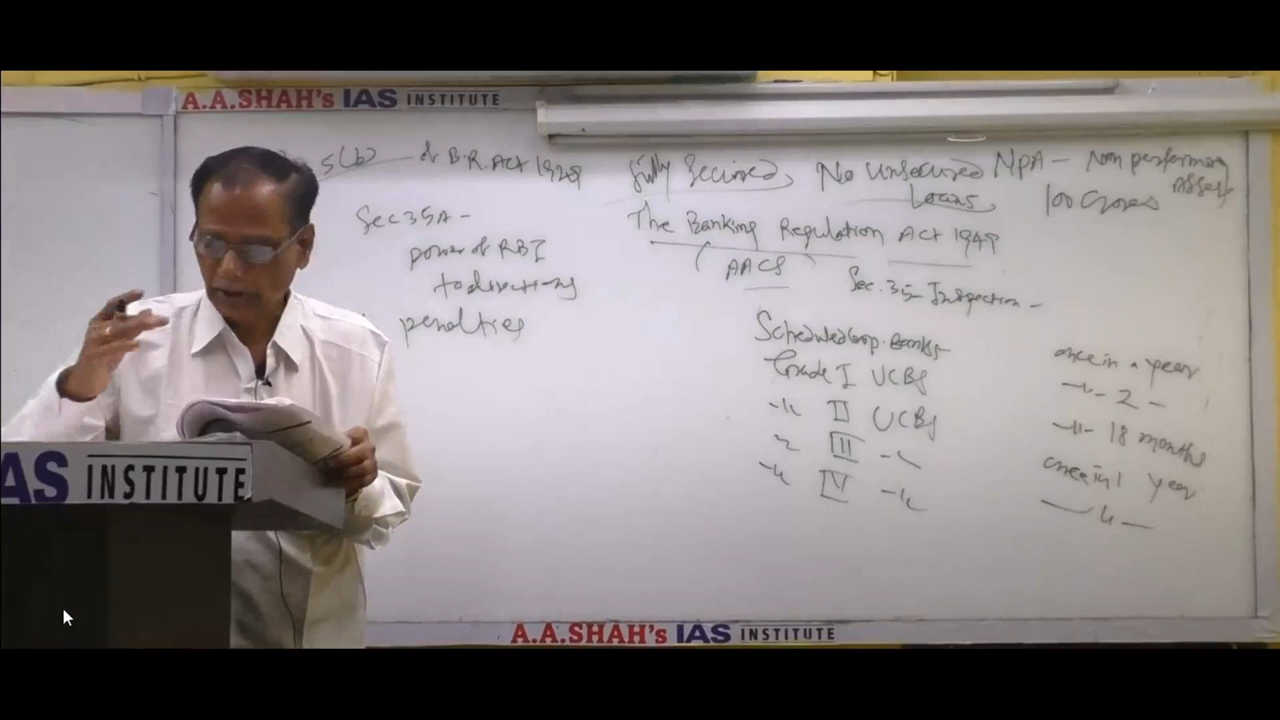 A.A.SHAH's IAS INSTITUTE
5(b) of B.R. ACT 1949
Sec 35A -
power of RBI
to directions
penalties
fully Secured, No Unsecured Loans
NPA - Non performing Assets
100 Crores
The Banking Regulation ACT 1949
(AACS)
Sec. 35 - Inspection -
Scheduled cop. Banks - once in a year
Grade I UCBs -"- 2 -
-"- II UCBs -"- 18 months
" III -"- once in 1 year
-"- IV -"- -"-
IAS INSTITUTE
A.A.SHAH's IAS INSTITUTE